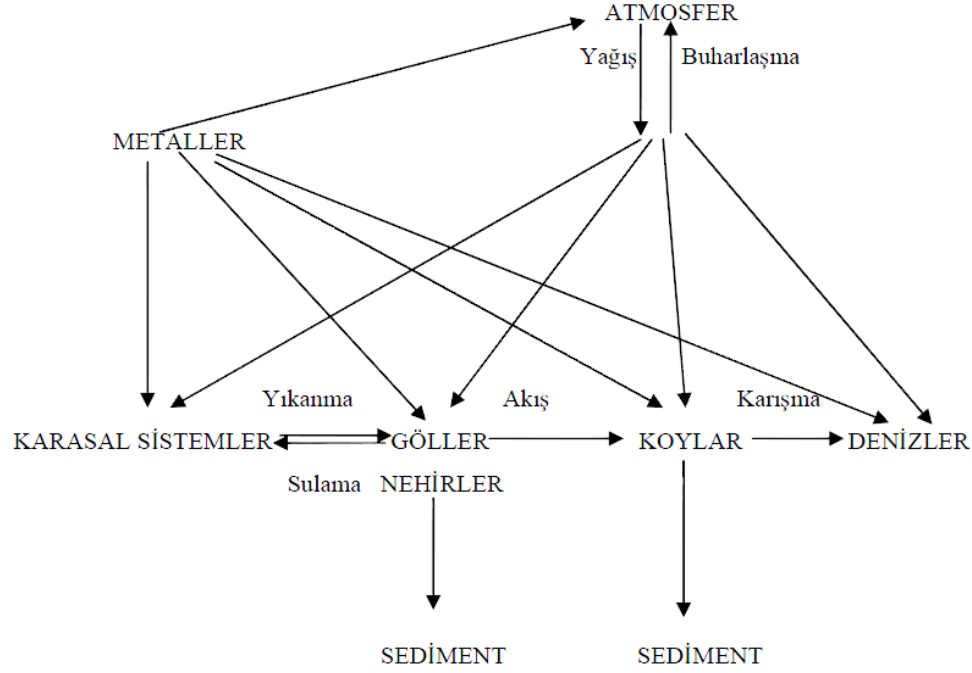 ATMOSFER
Yağış Buharlaşma
METALLER
Yıkanma Akış Karışma
KARASAL SİSTEMLER GÖLLER KOYLAR DENİZLER
Sulama NEHİRLER
SEDİMENT SEDİMENT